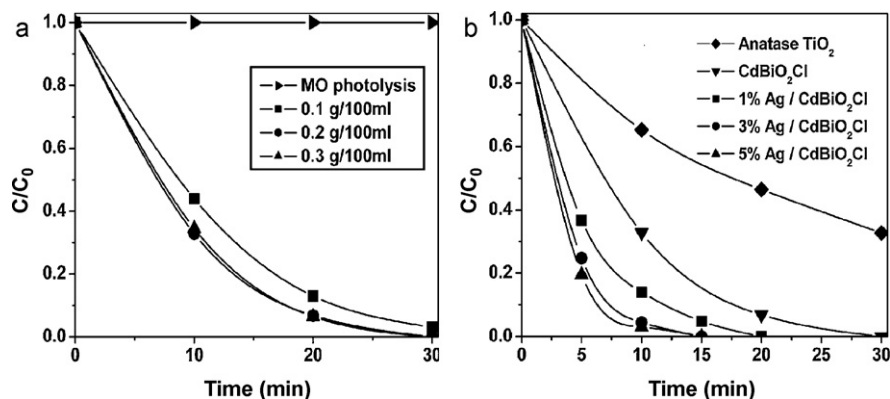 a
C/C₀
1.0
0.8
0.6
0.4
0.2
0.0
MO photolysis
0.1 g/100ml
0.2 g/100ml
0.3 g/100ml
0 10 20 30
Time (min)
b
C/C₀
1.0
0.8
0.6
0.4
0.2
0.0
Anatase TiO₂
CdBiO₂Cl
1% Ag / CdBiO₂Cl
3% Ag / CdBiO₂Cl
5% Ag / CdBiO₂Cl
0 5 10 15 20 25 30
Time (min)